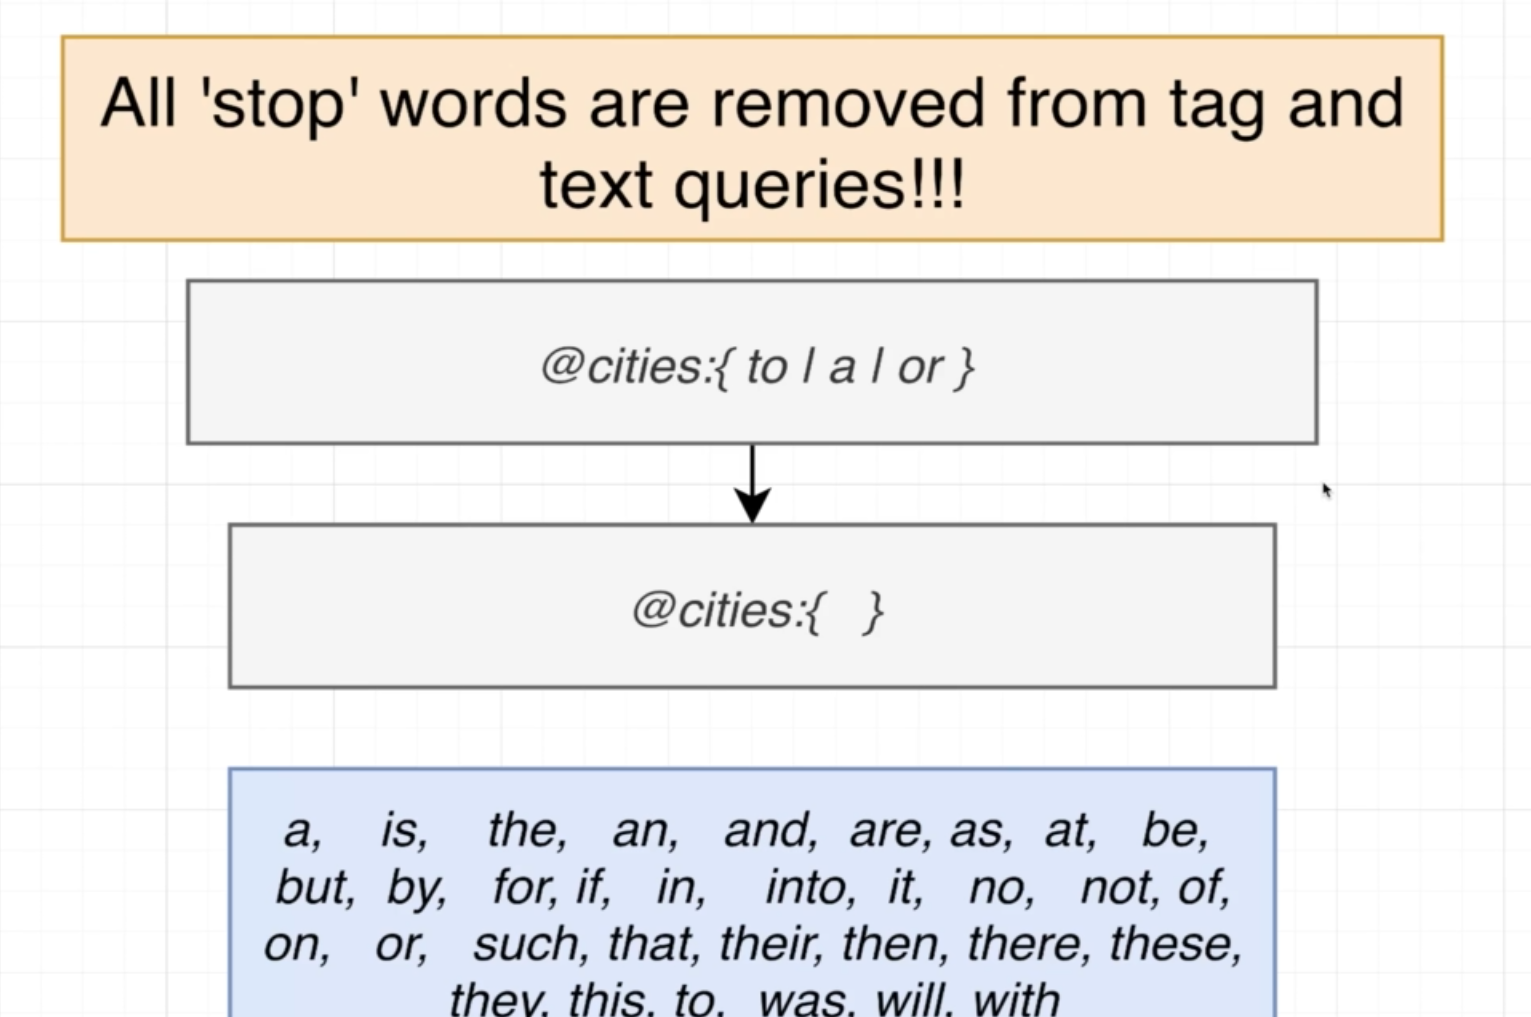 All 'stop' words are removed from tag and
text queries!!!
@cities:{ to | a | or }
@cities:{ }
a, is, the, an, and, are, as, at, be,
but, by, for, if, in, into, it, no, not, of,
on, or, such, that, their, then, there, these,
they, this, to, was, will, with